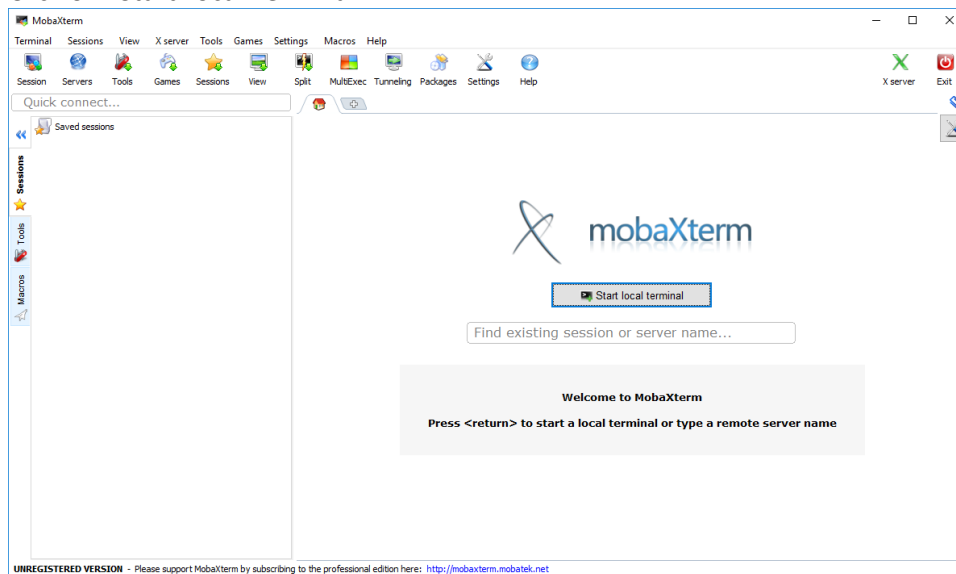 MobaXterm
Terminal Sessions View X server Tools Games Settings Macros Help
Session Servers Tools Games Sessions View Split MultiExec Tunneling Packages Settings Help X server Exit
Quick connect...
Saved sessions
Sessions
Tools
Macros
mobaXterm
Start local terminal
Find existing session or server name...
Welcome to MobaXterm
Press <return> to start a local terminal or type a remote server name
UNREGISTERED VERSION - Please support MobaXterm by subscribing to the professional edition here: http://mobaxterm.mobatek.net